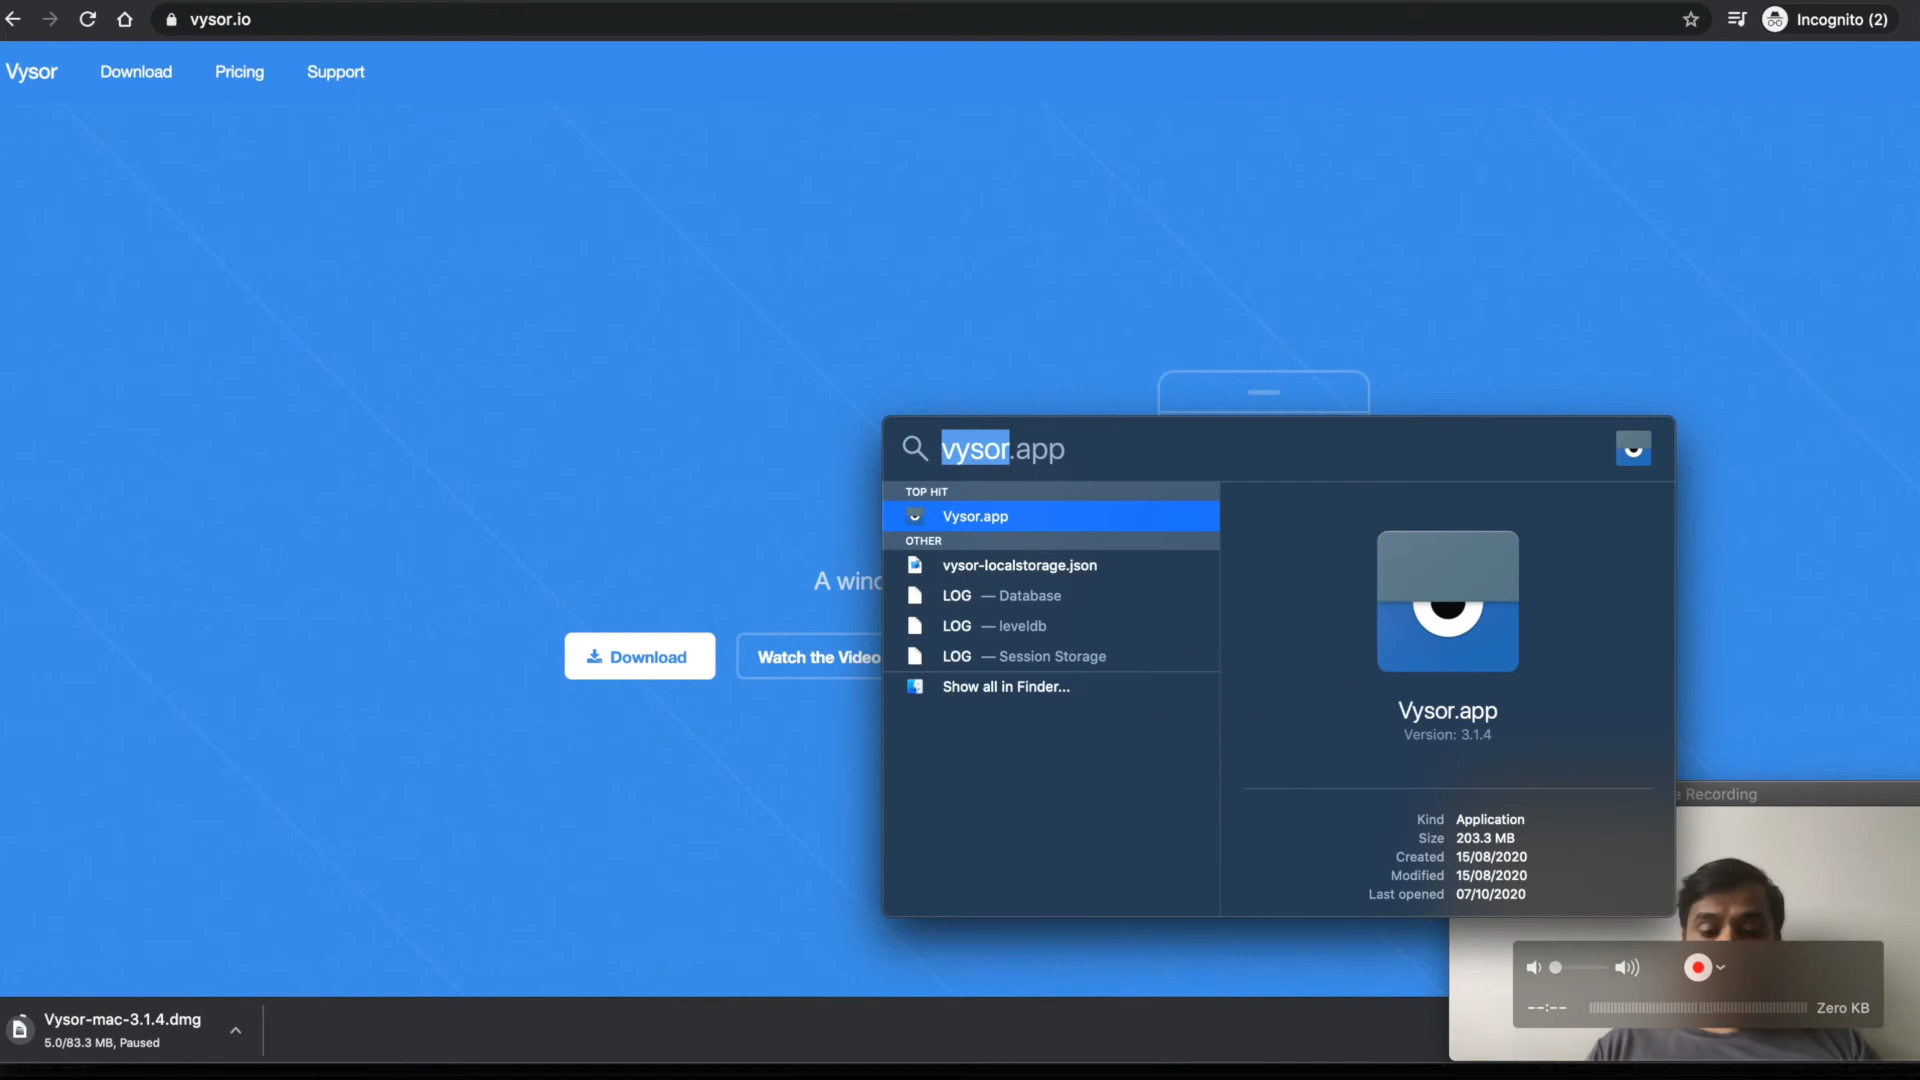 vysor.io
Incognito (2)
Vysor
Download
Pricing
Support
vysor.app
TOP HIT
Vysor.app
OTHER
vysor-localstorage.json
LOG — Database
LOG — leveldb
LOG — Session Storage
Show all in Finder...
Vysor.app
Version: 3.1.4
Kind Application
Size 203.3 MB
Created 15/08/2020
Modified 15/08/2020
Last opened 07/10/2020
A wind
Download
Watch the Video
e Recording
--:--
Zero KB
Vysor-mac-3.1.4.dmg
5.0/83.3 MB, Paused